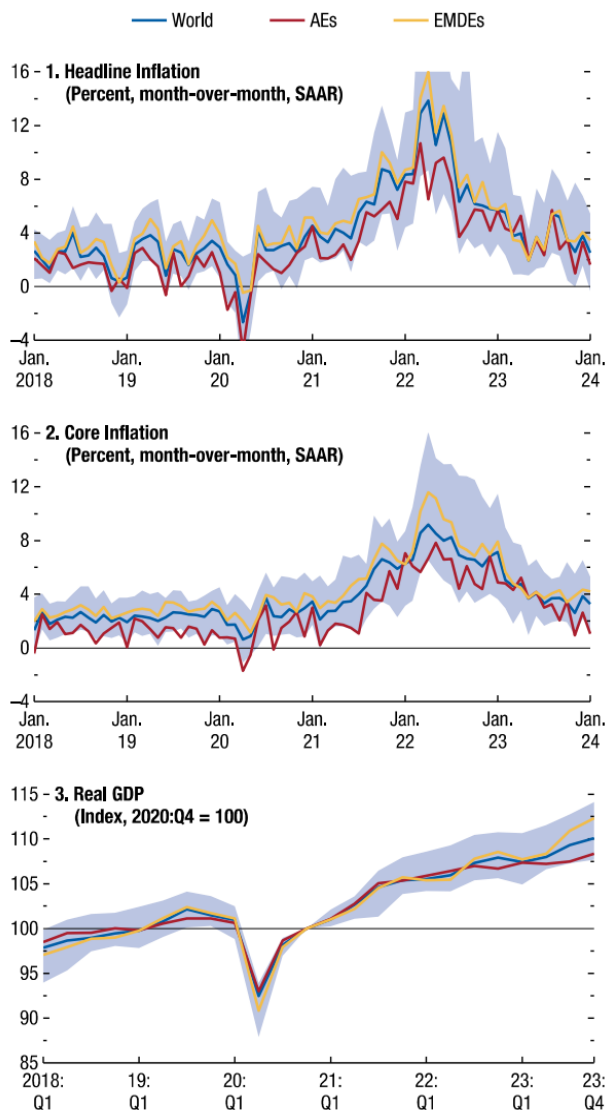 World AEs EMDEs
1. Headline Inflation
(Percent, month-over-month, SAAR)
16
12
8
4
0
–4
Jan. Jan. Jan. Jan. Jan. Jan. Jan.
2018 19 20 21 22 23 24
2. Core Inflation
(Percent, month-over-month, SAAR)
16
12
8
4
0
–4
Jan. Jan. Jan. Jan. Jan. Jan. Jan.
2018 19 20 21 22 23 24
3. Real GDP
(Index, 2020:Q4 = 100)
115
110
105
100
95
90
85
2018: 19: 20: 21: 22: 23: 23:
Q1 Q1 Q1 Q1 Q1 Q1 Q4